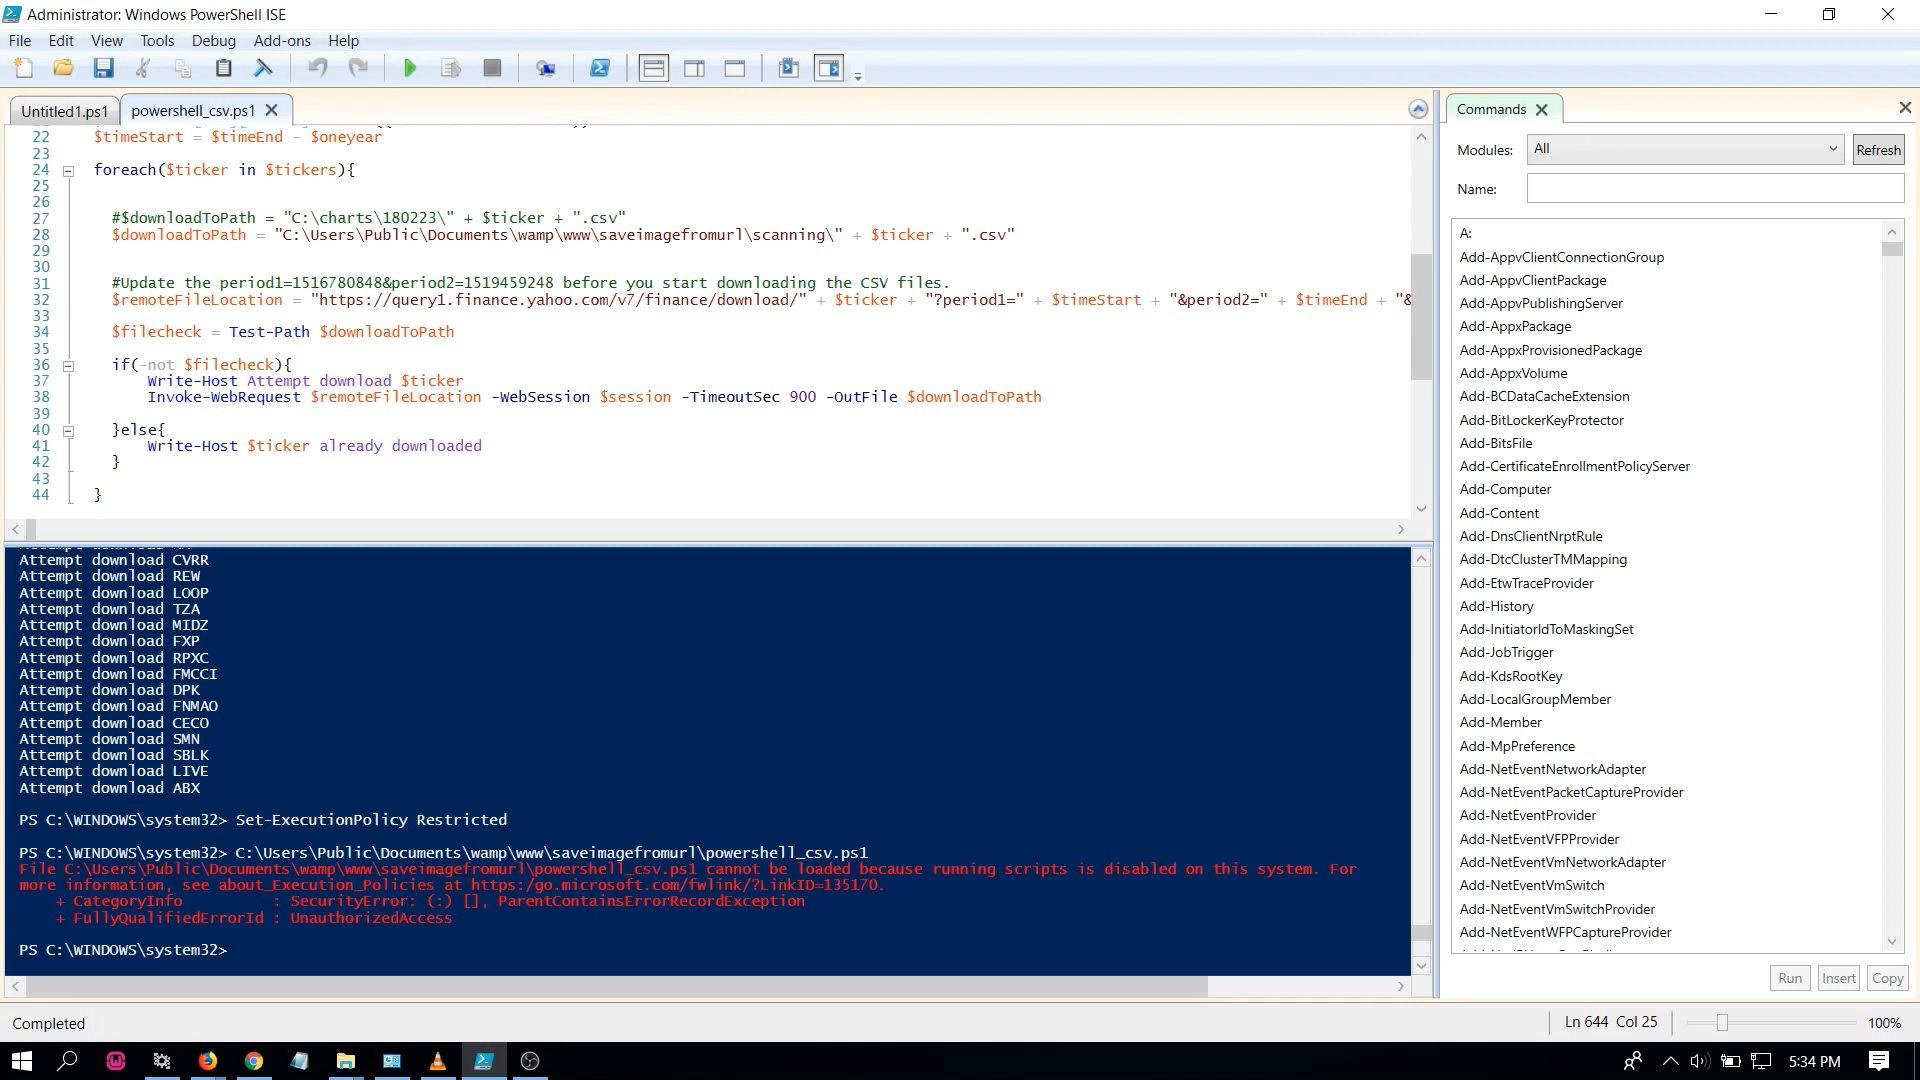 Administrator: Windows PowerShell ISE
File Edit View Tools Debug Add-ons Help
Untitled1.ps1 powershell_csv.ps1
22 $timeStart = $timeEnd - $oneyear
23
24 foreach($ticker in $tickers){
25
26
27 #$downloadToPath = "C:\charts\180223\" + $ticker + ".csv"
28 $downloadToPath = "C:\Users\Public\Documents\wamp\www\saveimagefromurl\scanning\" + $ticker + ".csv"
29
30
31 #Update the period1=1516780848&period2=1519459248 before you start downloading the CSV files.
32 $remoteFileLocation = "https://query1.finance.yahoo.com/v7/finance/download/" + $ticker + "?period1=" + $timeStart + "&period2=" + $timeEnd + "&
33
34 $filecheck = Test-Path $downloadToPath
35
36 if(-not $filecheck){
37 Write-Host Attempt download $ticker
38 Invoke-WebRequest $remoteFileLocation -WebSession $session -TimeoutSec 900 -OutFile $downloadToPath
39
40 }else{
41 Write-Host $ticker already downloaded
42 }
43
44 }
Attempt download CVRR
Attempt download REW
Attempt download LOOP
Attempt download TZA
Attempt download MIDZ
Attempt download FXP
Attempt download RPXC
Attempt download FMCCI
Attempt download DPK
Attempt download FNMAO
Attempt download CECO
Attempt download SMN
Attempt download SBLK
Attempt download LIVE
Attempt download ABX
PS C:\WINDOWS\system32> Set-ExecutionPolicy Restricted
PS C:\WINDOWS\system32> C:\Users\Public\Documents\wamp\www\saveimagefromurl\powershell_csv.ps1
File C:\Users\Public\Documents\wamp\www\saveimagefromurl\powershell_csv.ps1 cannot be loaded because running scripts is disabled on this system. For
more information, see about_Execution_Policies at https:/go.microsoft.com/fwlink/?LinkID=135170.
+ CategoryInfo : SecurityError: (:) [], ParentContainsErrorRecordException
+ FullyQualifiedErrorId : UnauthorizedAccess
PS C:\WINDOWS\system32>
Commands
Modules: All Refresh
Name:
A:
Add-AppvClientConnectionGroup
Add-AppvClientPackage
Add-AppvPublishingServer
Add-AppxPackage
Add-AppxProvisionedPackage
Add-AppxVolume
Add-BCDataCacheExtension
Add-BitLockerKeyProtector
Add-BitsFile
Add-CertificateEnrollmentPolicyServer
Add-Computer
Add-Content
Add-DnsClientNrptRule
Add-DtcClusterTMMapping
Add-EtwTraceProvider
Add-History
Add-InitiatorIdToMaskingSet
Add-JobTrigger
Add-KdsRootKey
Add-LocalGroupMember
Add-Member
Add-MpPreference
Add-NetEventNetworkAdapter
Add-NetEventPacketCaptureProvider
Add-NetEventProvider
Add-NetEventVFPProvider
Add-NetEventVmNetworkAdapter
Add-NetEventVmSwitch
Add-NetEventVmSwitchProvider
Add-NetEventWFPCaptureProvider
Run Insert Copy
Completed Ln 644 Col 25 100%
5:34 PM